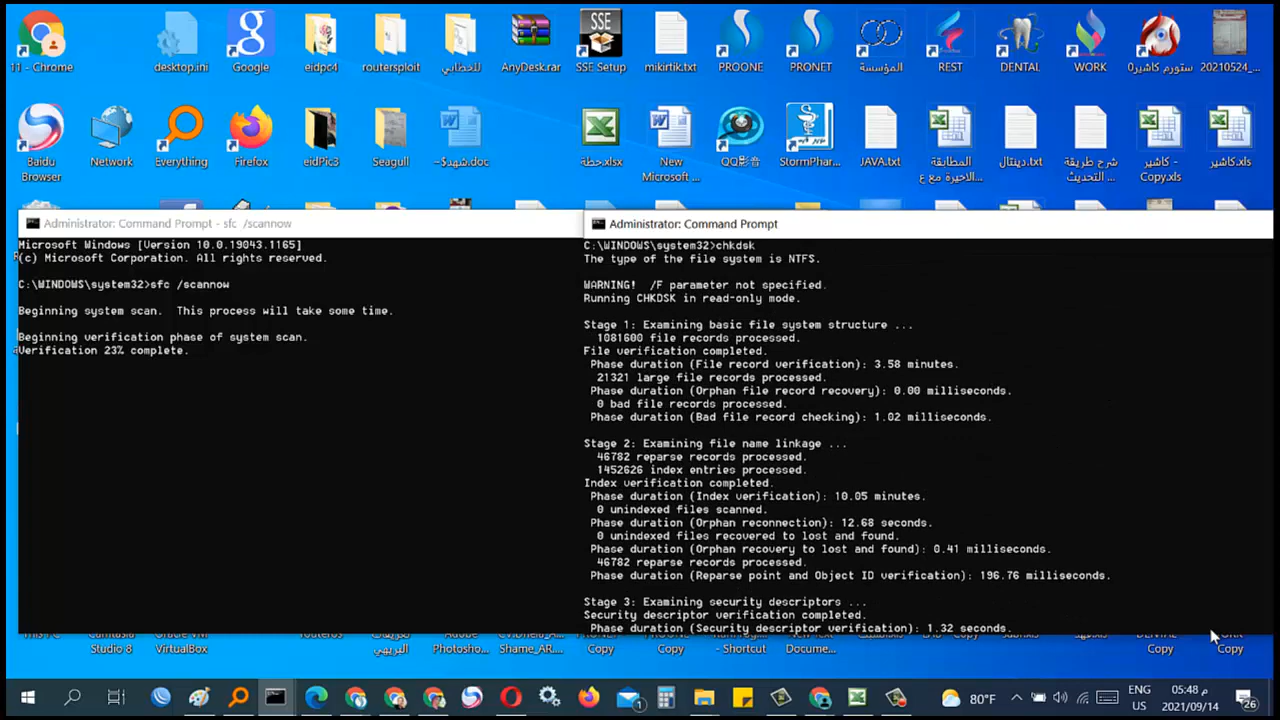 11 - Chrome
desktop.ini
Google
eidpc4
routersploit
للخطابي
AnyDesk.rar
SSE Setup
mikirtik.txt
PROONE
PRONET
المؤسسة
REST
DENTAL
WORK
ستورم كاشير0
20210524_...
Baidu
Browser
Network
Everything
Firefox
eidPic3
Seagull
~$شهد.doc
خطة.xlsx
New
Microsoft ...
QQ影音
StormPhar...
JAVA.txt
المطابقة
الاخيرة مع ع...
دينتال.txt
شرح طريقة
التحديث ...
كاشير -
Copy.xls
كاشير.xls
Administrator: Command Prompt - sfc /scannow
Microsoft Windows [Version 10.0.19043.1165]
(c) Microsoft Corporation. All rights reserved.
C:\WINDOWS\system32>sfc /scannow
Beginning system scan.  This process will take some time.
Beginning verification phase of system scan.
Verification 23% complete.
Administrator: Command Prompt
C:\WINDOWS\system32>chkdsk
The type of the file system is NTFS.
WARNING!  /F parameter not specified.
Running CHKDSK in read-only mode.
Stage 1: Examining basic file system structure ...
1081600 file records processed.
File verification completed.
Phase duration (File record verification): 3.58 minutes.
21321 large file records processed.
Phase duration (Orphan file record recovery): 0.00 milliseconds.
0 bad file records processed.
Phase duration (Bad file record checking): 1.02 milliseconds.
Stage 2: Examining file name linkage ...
46782 reparse records processed.
1452626 index entries processed.
Index verification completed.
Phase duration (Index verification): 10.05 minutes.
0 unindexed files scanned.
Phase duration (Orphan reconnection): 12.68 seconds.
0 unindexed files recovered to lost and found.
Phase duration (Orphan recovery to lost and found): 0.41 milliseconds.
46782 reparse records processed.
Phase duration (Reparse point and Object ID verification): 196.76 milliseconds.
Stage 3: Examining security descriptors ...
Security descriptor verification completed.
Phase duration (Security descriptor verification): 1.32 seconds.
Studio 8
VirtualBox
البريهي
Photosho...
Shame_AR...
Copy
- Shortcut
Docume...
Copy
Copy
80°F
ENG
US
05:48 م
2021/09/14
26